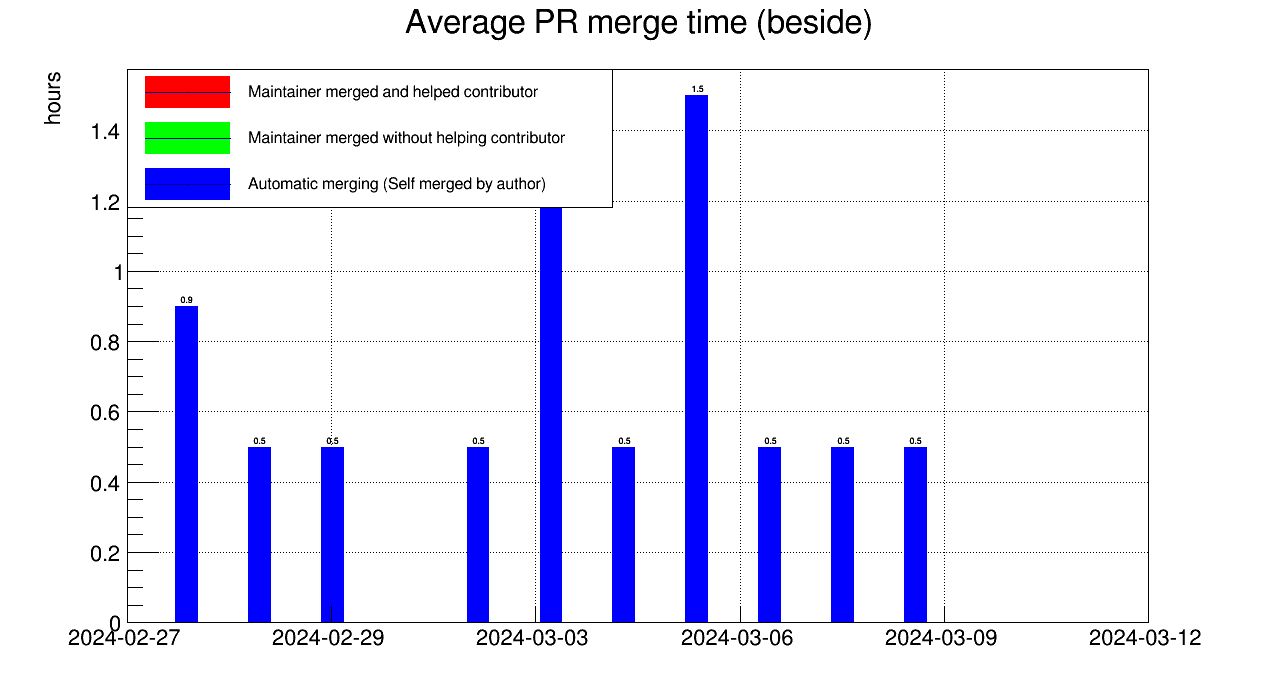 Average PR merge time (beside)
hours
Maintainer merged and helped contributor
Maintainer merged without helping contributor
Automatic merging (Self merged by author)
1.5
1.4
1.2
1
0.9
0.8
0.6
0.5 0.5 0.5 0.5 0.5 0.5 0.5
0.4
0.2
0
2024-02-27 2024-02-29 2024-03-03 2024-03-06 2024-03-09 2024-03-12